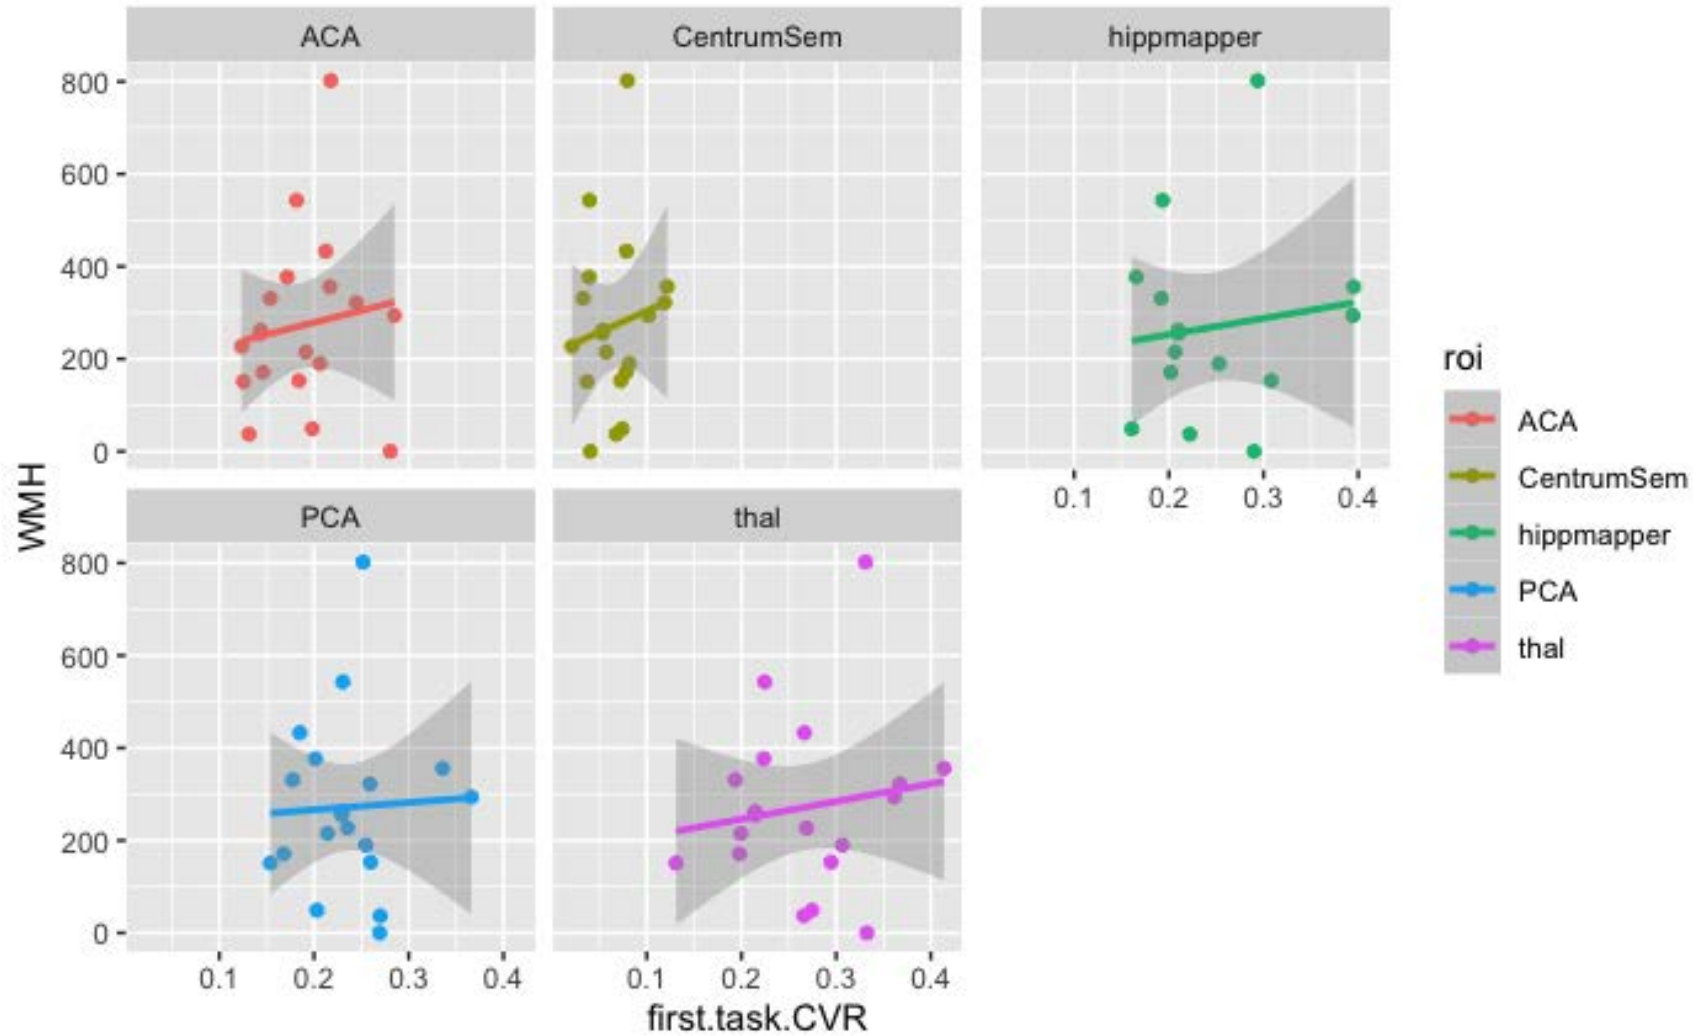 ACA CentrumSem hippmapper
800
600
400
200
0
0.1 0.2 0.3 0.4
WMH
PCA thal
800
600
400
200
0
0.1 0.2 0.3 0.4 0.1 0.2 0.3 0.4
first.task.CVR
roi
ACA
CentrumSem
hippmapper
PCA
thal